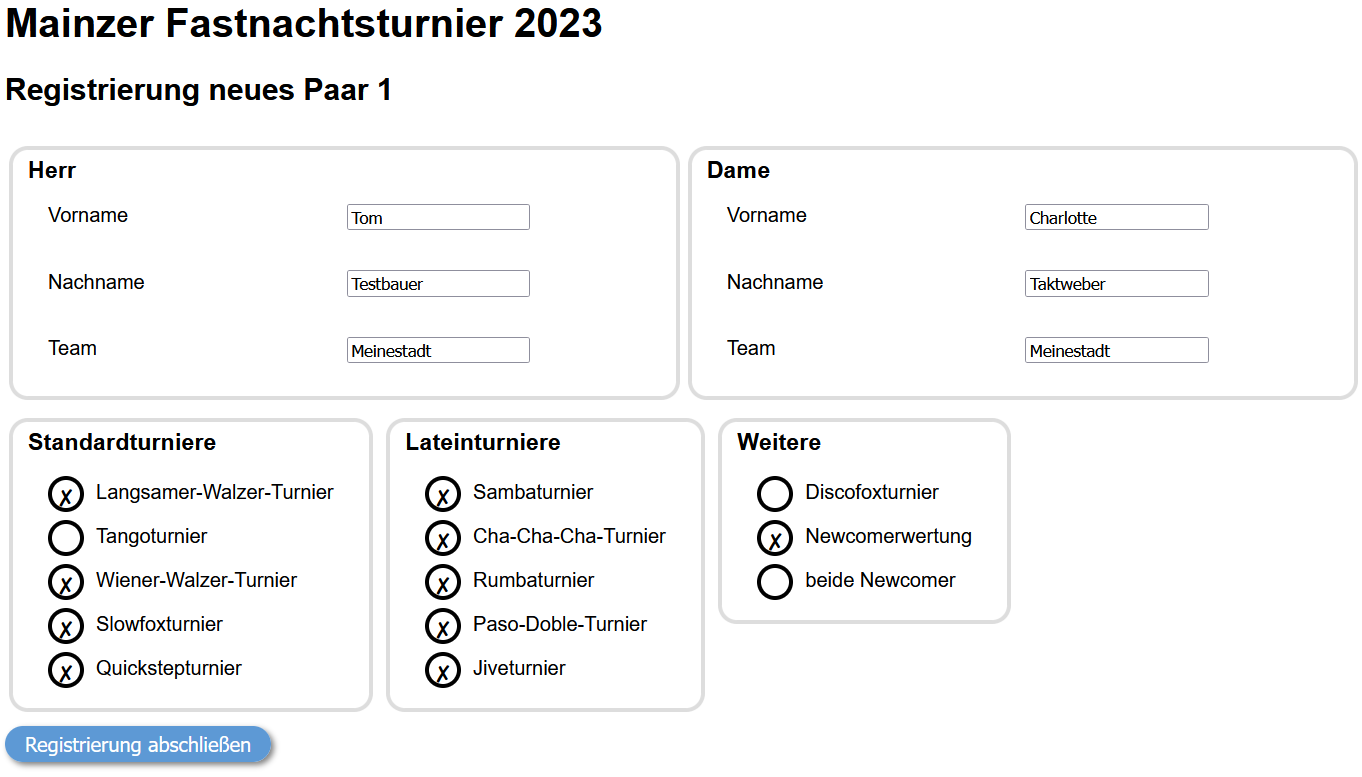 Mainzer Fastnachtsturnier 2023
Registrierung neues Paar 1
Herr
Vorname Tom
Nachname Testbauer
Team Meinestadt
Dame
Vorname Charlotte
Nachname Taktweber
Team Meinestadt
Standardturniere
x Langsamer-Walzer-Turnier
Tangoturnier
x Wiener-Walzer-Turnier
x Slowfoxturnier
x Quickstepturnier
Lateinturniere
x Sambaturnier
x Cha-Cha-Cha-Turnier
x Rumbaturnier
x Paso-Doble-Turnier
x Jiveturnier
Weitere
Discofoxturnier
x Newcomerwertung
beide Newcomer
Registrierung abschließen